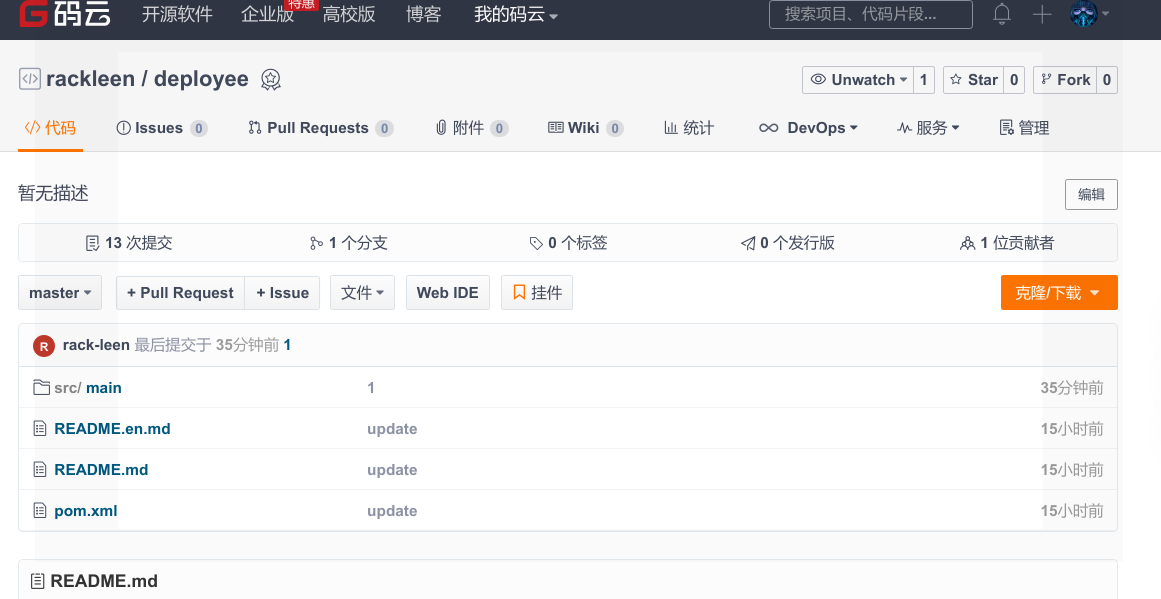 码云 开源软件 企业版 特惠 高校版 博客 我的码云 搜索项目、代码片段...
rackleen / deployee Unwatch 1 Star 0 Fork 0
代码 Issues 0 Pull Requests 0 附件 0 Wiki 0 统计 DevOps 服务 管理
暂无描述 编辑
13 次提交 1 个分支 0 个标签 0 个发行版 1 位贡献者
master + Pull Request + Issue 文件 Web IDE 挂件 克隆/下载
R rack-leen 最后提交于 35分钟前 1
src/ main 1 35分钟前
README.en.md update 15小时前
README.md update 15小时前
pom.xml update 15小时前
README.md